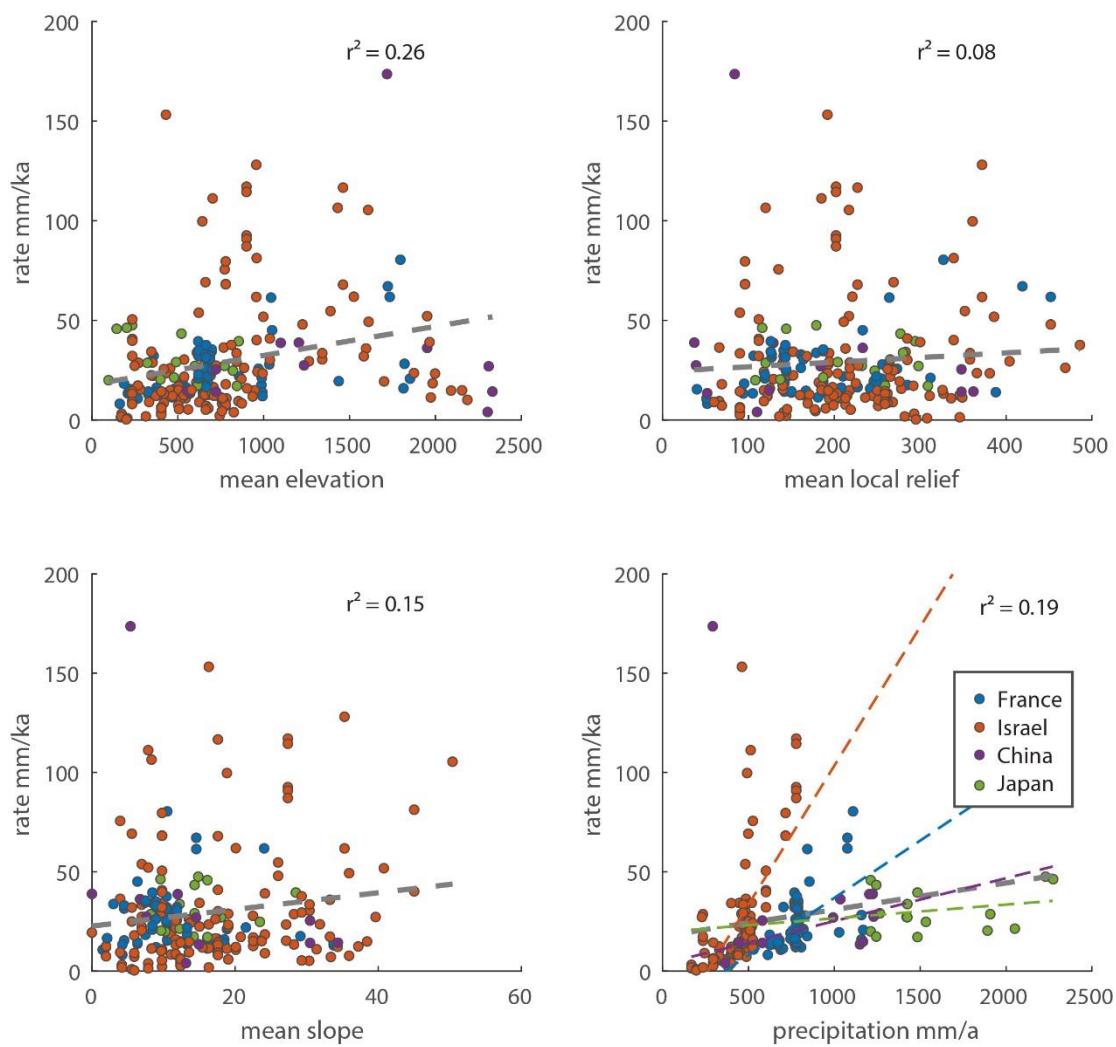 200
150
100
50
0
rate mm/ka
r² = 0.26
0 500 1000 1500 2000 2500
mean elevation
200
150
100
50
0
rate mm/ka
r² = 0.08
100 200 300 400 500
mean local relief
200
150
100
50
0
rate mm/ka
r² = 0.15
0 20 40 60
mean slope
200
150
100
50
0
rate mm/ka
r² = 0.19
France
Israel
China
Japan
0 500 1000 1500 2000 2500
precipitation mm/a